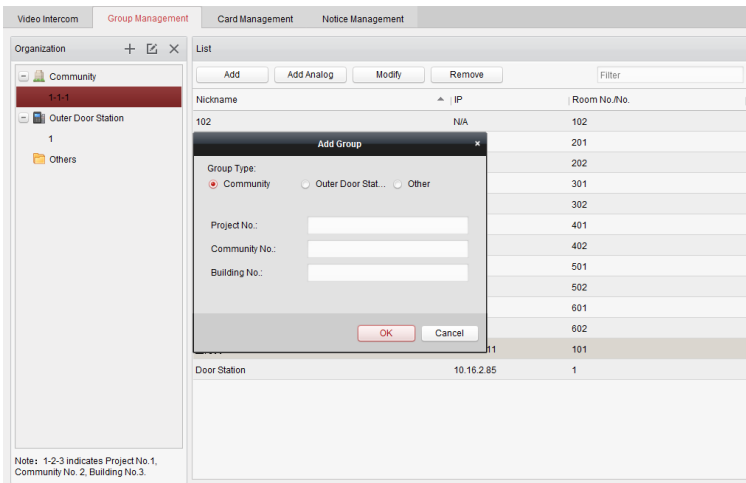 Video Intercom Group Management Card Management Notice Management
Organization
List
Community
1-1-1
Outer Door Station
1
Others
Note: 1-2-3 indicates Project No.1,
Community No. 2, Building No.3.
Add Add Analog Modify Remove Filter
Nickname IP Room No./No.
102 N/A 102
201
202
301
302
401
402
501
502
601
602
11 101
Door Station 10.16.2.85 1
Add Group
Group Type:
Community Outer Door Stat... Other
Project No.:
Community No.:
Building No.:
OK Cancel